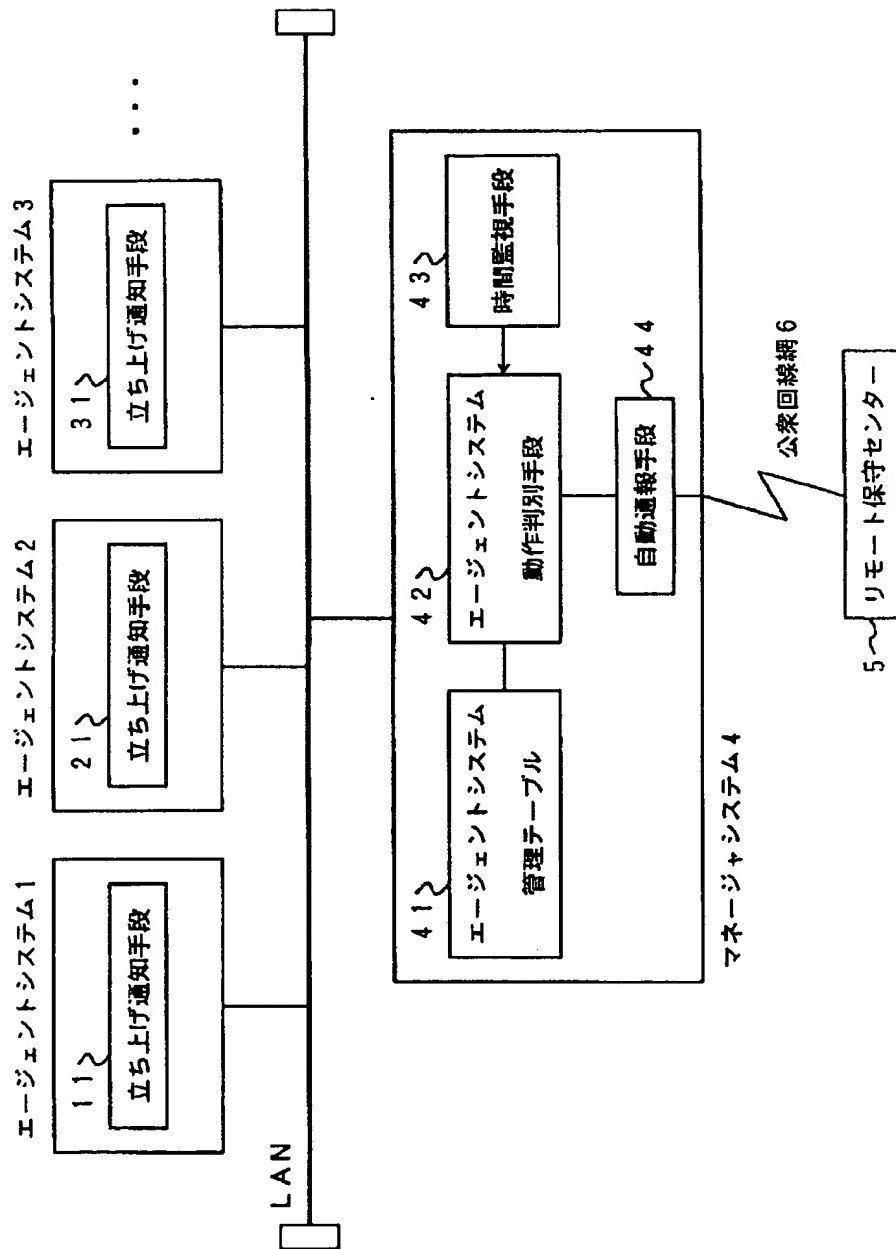 エージェントシステム1
11
立ち上げ通知手段
エージェントシステム2
21
立ち上げ通知手段
エージェントシステム3
31
立ち上げ通知手段
...
LAN
41
エージェントシステム
管理テーブル
42
エージェントシステム
動作判別手段
43
時間監視手段
自動通報手段
44
マネージャシステム4
公衆回線網6
5
リモート保守センター